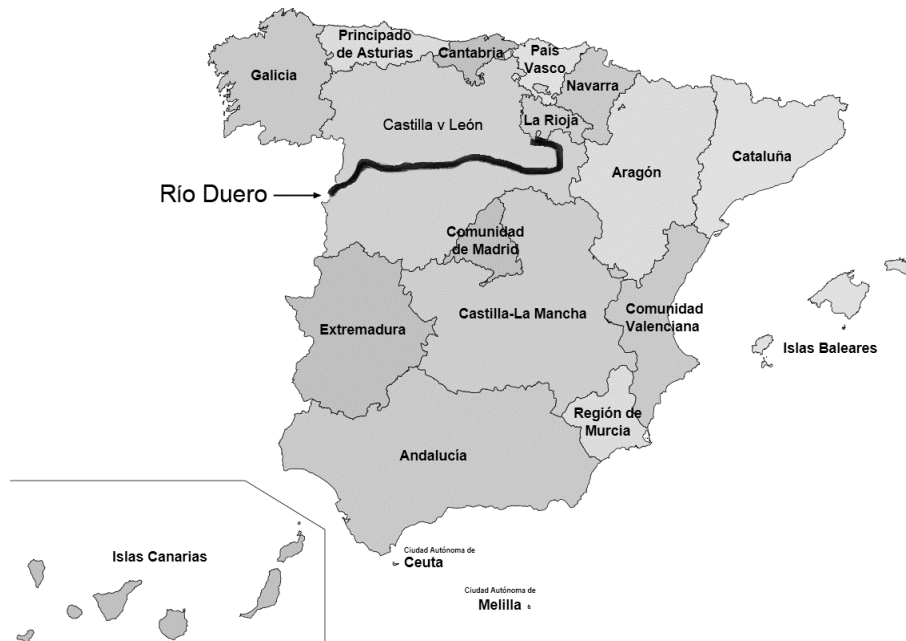 Principado
de Asturias
Cantabria
País
Vasco
Galicia
Navarra
Castilla v León
La Rioja
Cataluña
Aragón
Río Duero
Comunidad
de Madrid
Castilla-La Mancha
Comunidad
Valenciana
Extremadura
Islas Baleares
Región de
Murcia
Andalucía
Islas Canarias
Ciudad Autónoma de
Ceuta
Ciudad Autónoma de
Melilla